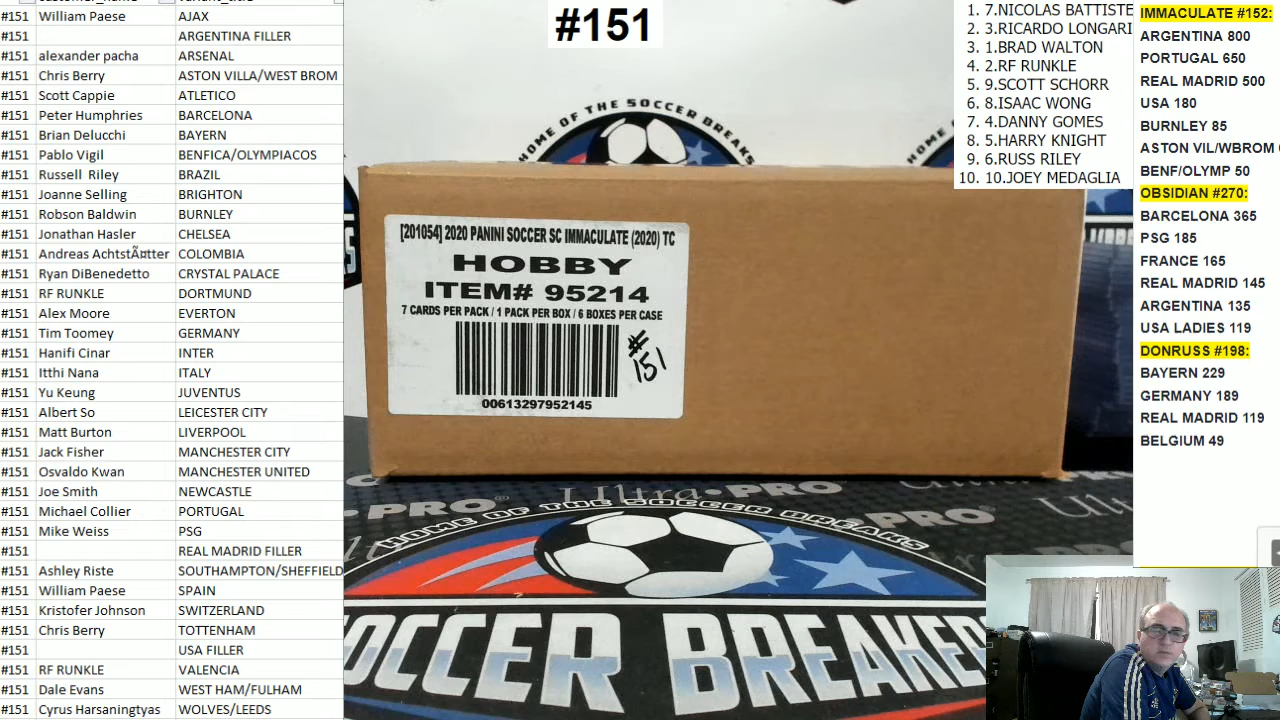 #151 William Paese AJAX
#151 ARGENTINA FILLER
#151 alexander pacha ARSENAL
#151 Chris Berry ASTON VILLA/WEST BROM
#151 Scott Cappie ATLETICO
#151 Peter Humphries BARCELONA
#151 Brian Delucchi BAYERN
#151 Pablo Vigil BENFICA/OLYMPIACOS
#151 Russell Riley BRAZIL
#151 Joanne Selling BRIGHTON
#151 Robson Baldwin BURNLEY
#151 Jonathan Hasler CHELSEA
#151 Andreas AchtstÃ¤tter COLOMBIA
#151 Ryan DiBenedetto CRYSTAL PALACE
#151 RF RUNKLE DORTMUND
#151 Alex Moore EVERTON
#151 Tim Toomey GERMANY
#151 Hanifi Cinar INTER
#151 Itthi Nana ITALY
#151 Yu Keung JUVENTUS
#151 Albert So LEICESTER CITY
#151 Matt Burton LIVERPOOL
#151 Jack Fisher MANCHESTER CITY
#151 Osvaldo Kwan MANCHESTER UNITED
#151 Joe Smith NEWCASTLE
#151 Michael Collier PORTUGAL
#151 Mike Weiss PSG
#151 REAL MADRID FILLER
#151 Ashley Riste SOUTHAMPTON/SHEFFIELD
#151 William Paese SPAIN
#151 Kristofer Johnson SWITZERLAND
#151 Chris Berry TOTTENHAM
#151 USA FILLER
#151 RF RUNKLE VALENCIA
#151 Dale Evans WEST HAM/FULHAM
#151 Cyrus Harsaningtyas WOLVES/LEEDS
#151
HOME OF THE SOCCER BREAKS
HOME
[201054] 2020 PANINI SOCCER SC IMMACULATE (2020) TC
HOBBY
ITEM# 95214
7 CARDS PER PACK / 1 PACK PER BOX / 6 BOXES PER CASE
#151
00613297952145
Ultra·PRO
HOME OF THE SOCCER BREAKS
SOCCER BREAKE
1. 7.NICOLAS BATTISTE
2. 3.RICARDO LONGARI
3. 1.BRAD WALTON
4. 2.RF RUNKLE
5. 9.SCOTT SCHORR
6. 8.ISAAC WONG
7. 4.DANNY GOMES
8. 5.HARRY KNIGHT
9. 6.RUSS RILEY
10. 10.JOEY MEDAGLIA
IMMACULATE #152:
ARGENTINA 800
PORTUGAL 650
REAL MADRID 500
USA 180
BURNLEY 85
ASTON VIL/WBROM
BENF/OLYMP 50
OBSIDIAN #270:
BARCELONA 365
PSG 185
FRANCE 165
REAL MADRID 145
ARGENTINA 135
USA LADIES 119
DONRUSS #198:
BAYERN 229
GERMANY 189
REAL MADRID 119
BELGIUM 49